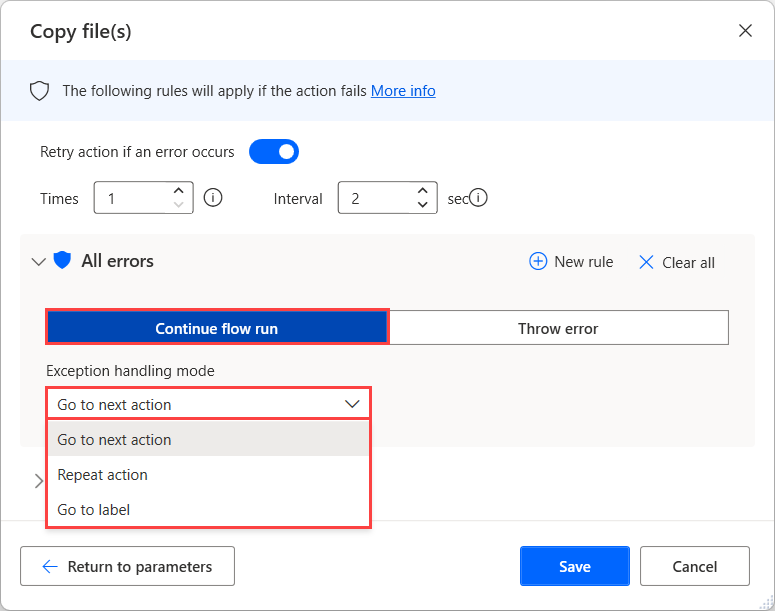 Copy file(s)
The following rules will apply if the action fails More info
Retry action if an error occurs
Times 1 Interval 2 sec
All errors New rule Clear all
Continue flow run Throw error
Exception handling mode
Go to next action
Go to next action
Repeat action
Go to label
Return to parameters Save Cancel